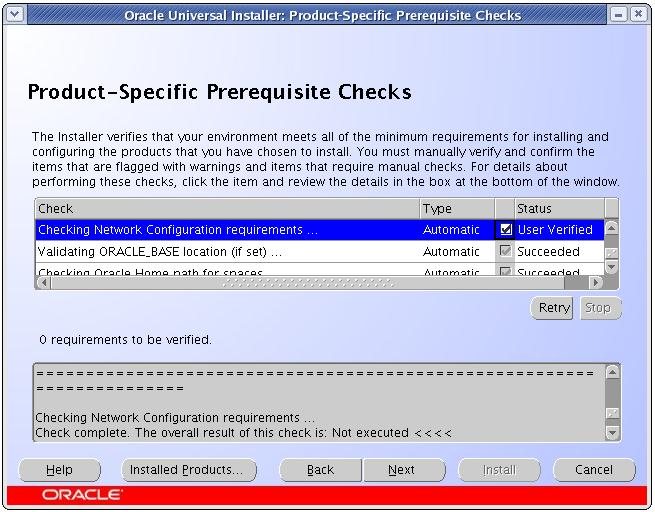 Oracle Universal Installer: Product-Specific Prerequisite Checks
Product-Specific Prerequisite Checks
The Installer verifies that your environment meets all of the minimum requirements for installing and
configuring the products that you have chosen to install. You must manually verify and confirm the
items that are flagged with warnings and items that require manual checks. For details about
performing these checks, click the item and review the details in the box at the bottom of the window.
Check Type Status
Checking Network Configuration requirements ... Automatic User Verified
Validating ORACLE_BASE location (if set) ... Automatic Succeeded
Checking Oracle Home path for spaces Automatic Succeeded
Retry Stop
0 requirements to be verified.
========================================================
===============
Checking Network Configuration requirements ...
Check complete. The overall result of this check is: Not executed <<<<
Help Installed Products... Back Next Install Cancel
ORACLE